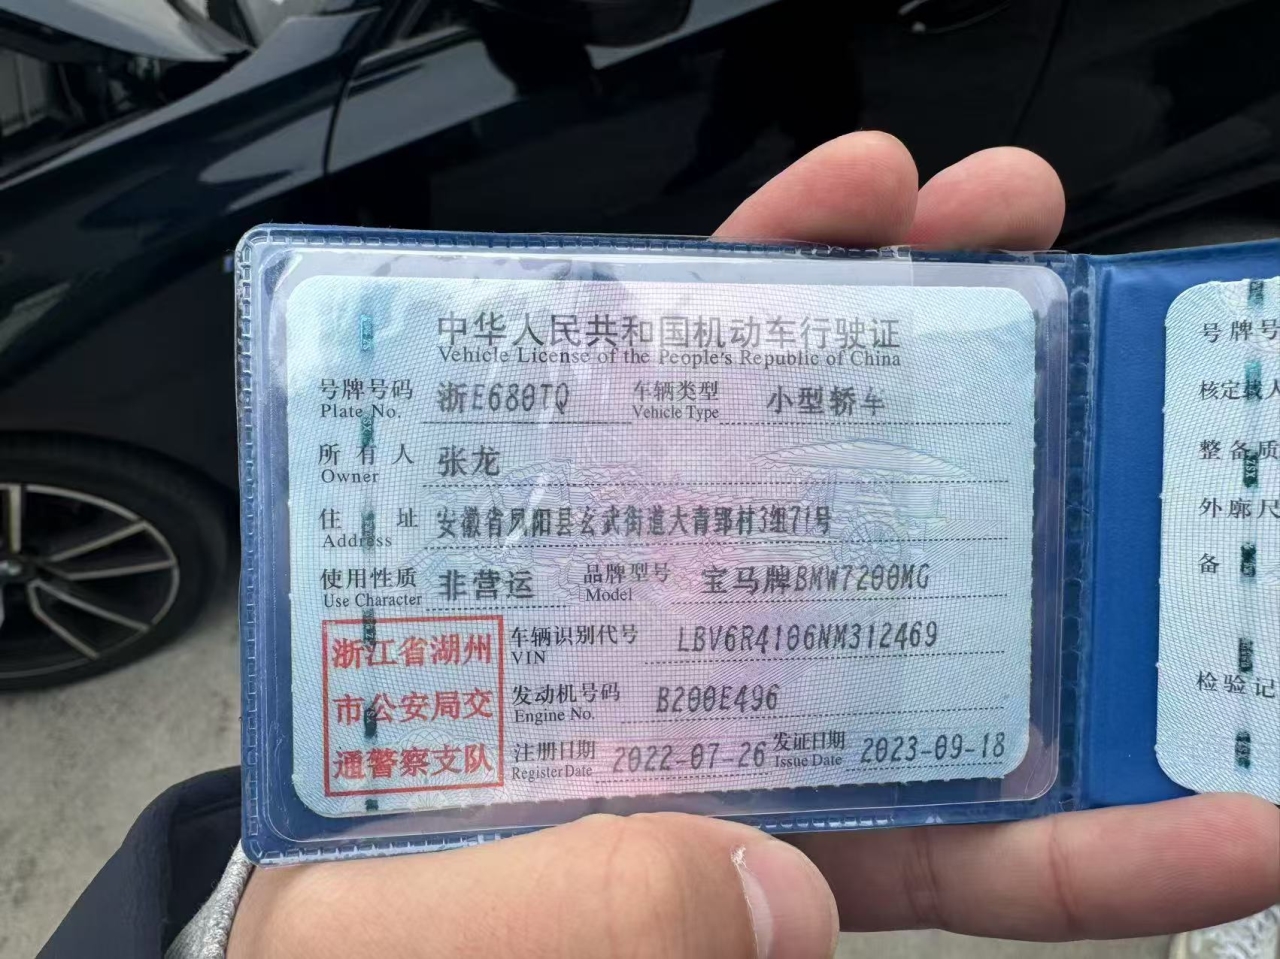 中华人民共和国机动车行驶证
Vehicle License of the People's Republic of China
号牌号码 浙E680TQ 车辆类型 小型轿车
Plate No. Vehicle Type
所有人 张龙
Owner
住址 安徽省凤阳县玄武街道大青郢村3组71号
Address
使用性质 非营运 品牌型号 宝马牌BMW7200MG
Use Character Model
浙江省湖州
市公安局交
通警察支队
车辆识别代号 LBV6R4106NM312469
VIN
发动机号码 B200E496
Engine No.
注册日期 2022-07-26 发证日期 2023-09-18
Register Date Issue Date
号牌号
核定载人
整备质
外廓尺
备
检验记